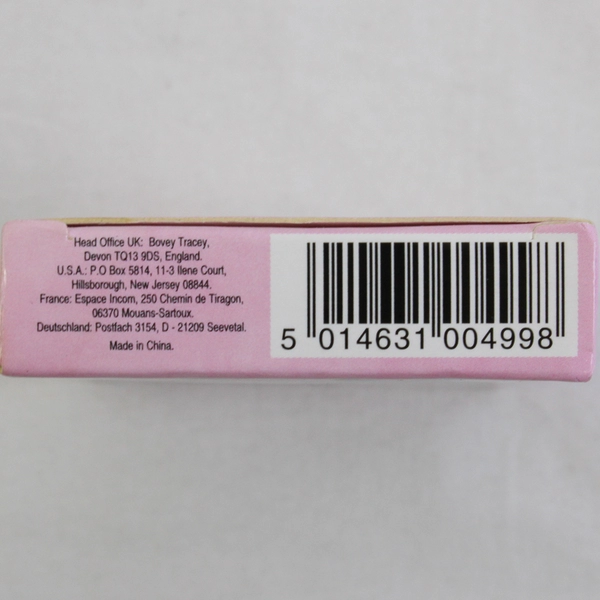 Head Office UK: Bovey Tracey,
Devon TQ13 9DS, England.
U.S.A.: P.O Box 5814, 11-3 Ilene Court,
Hillsborough, New Jersey 08844.
France: Espace Incom, 250 Chemin de Tiragon,
06370 Mouans-Sartoux.
Deutschland: Postfach 3154, D - 21209 Seevetal.
Made in China.
5 014631 004998